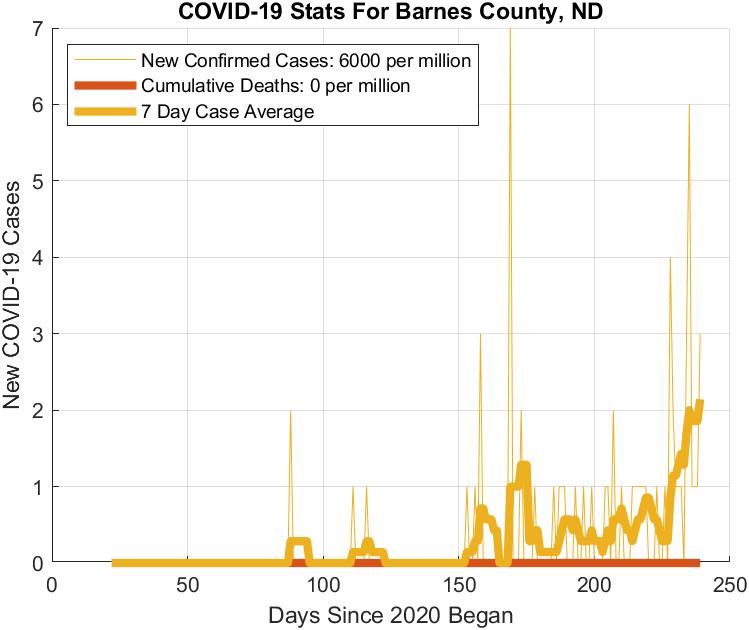 COVID-19 Stats For Barnes County, ND
New Confirmed Cases: 6000 per million
Cumulative Deaths: 0 per million
7 Day Case Average
New COVID-19 Cases
7
6
5
4
3
2
1
0
0 50 100 150 200 250
Days Since 2020 Began